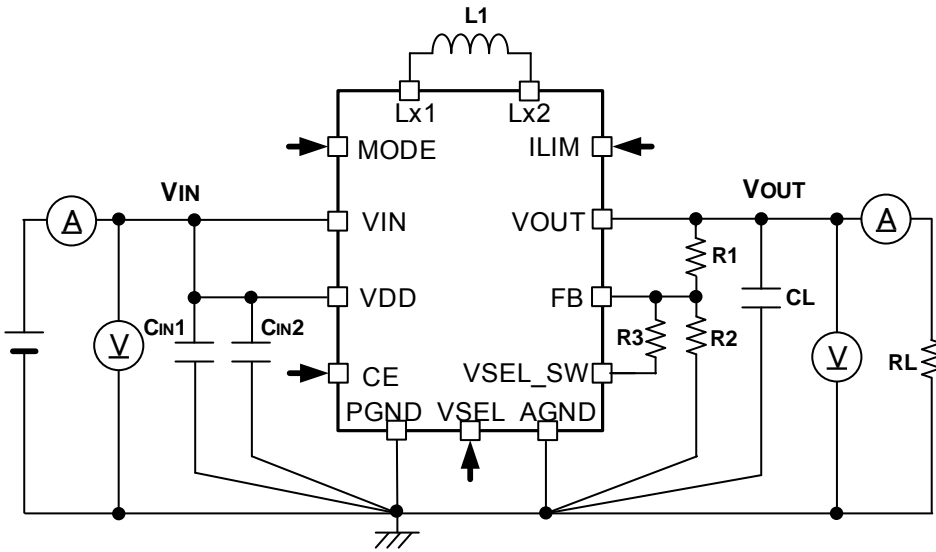 L1
Lx1 Lx2
MODE ILIM
VIN VOUT
A VIN VOUT A
VDD FB
R1
CIN1 CIN2 R3 R2 CL
V V RL
CE VSEL_SW
PGND VSEL AGND